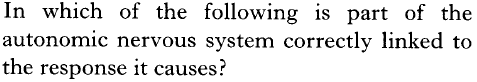 In which of the following is part of the
autonomic nervous system correctly linked to
the response it causes?